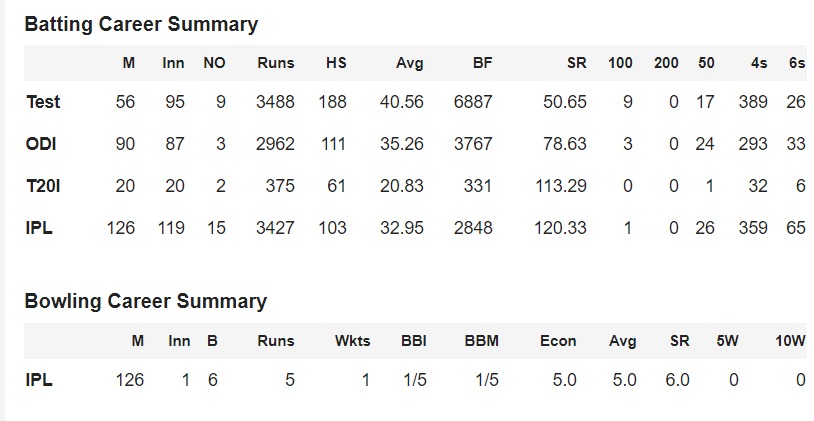 Batting Career Summary
M Inn NO Runs HS Avg BF SR 100 200 50 4s 6s
Test 56 95 9 3488 188 40.56 6887 50.65 9 0 17 389 26
ODI 90 87 3 2962 111 35.26 3767 78.63 3 0 24 293 33
T20I 20 20 2 375 61 20.83 331 113.29 0 0 1 32 6
IPL 126 119 15 3427 103 32.95 2848 120.33 1 0 26 359 65
Bowling Career Summary
M Inn B Runs Wkts BBI BBM Econ Avg SR 5W 10W
IPL 126 1 6 5 1 1/5 1/5 5.0 5.0 6.0 0 0